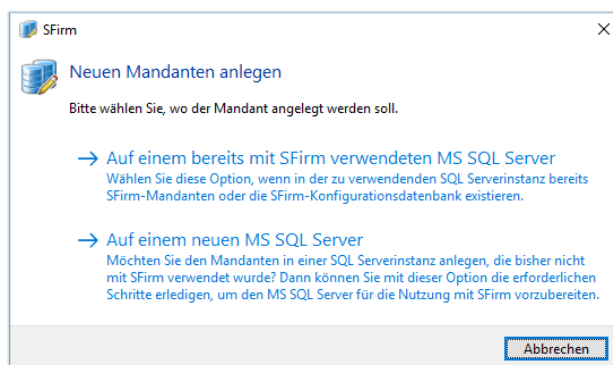 SFirm
Neuen Mandanten anlegen
Bitte wählen Sie, wo der Mandant angelegt werden soll.
Auf einem bereits mit SFirm verwendeten MS SQL Server
Wählen Sie diese Option, wenn in der zu verwendenden SQL Serverinstanz bereits
SFirm-Mandanten oder die SFirm-Konfigurationsdatenbank existieren.
Auf einem neuen MS SQL Server
Möchten Sie den Mandanten in einer SQL Serverinstanz anlegen, die bisher nicht
mit SFirm verwendet wurde? Dann können Sie mit dieser Option die erforderlichen
Schritte erledigen, um den MS SQL Server für die Nutzung mit SFirm vorzubereiten.
Abbrechen